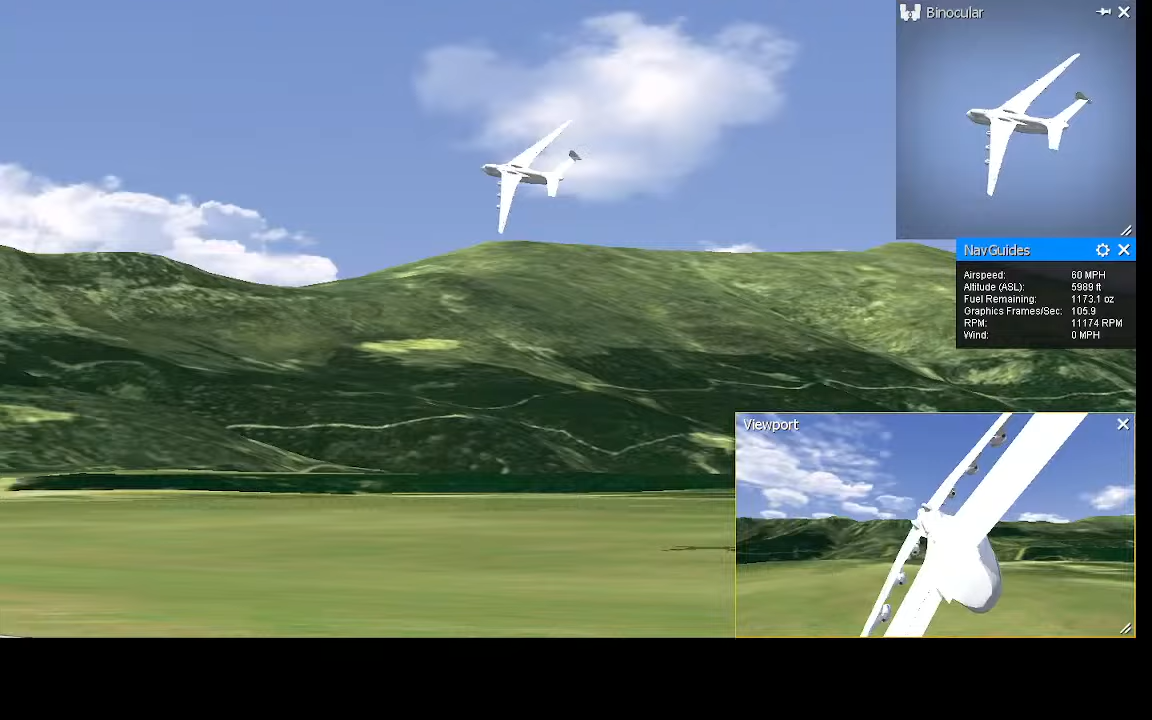 Binocular
NavGuides
Airspeed: 60 MPH
Altitude (ASL): 5989 ft
Fuel Remaining: 1173.1 oz
Graphics Frames/Sec: 105.9
RPM: 11174 RPM
Wind: 0 MPH
Viewport